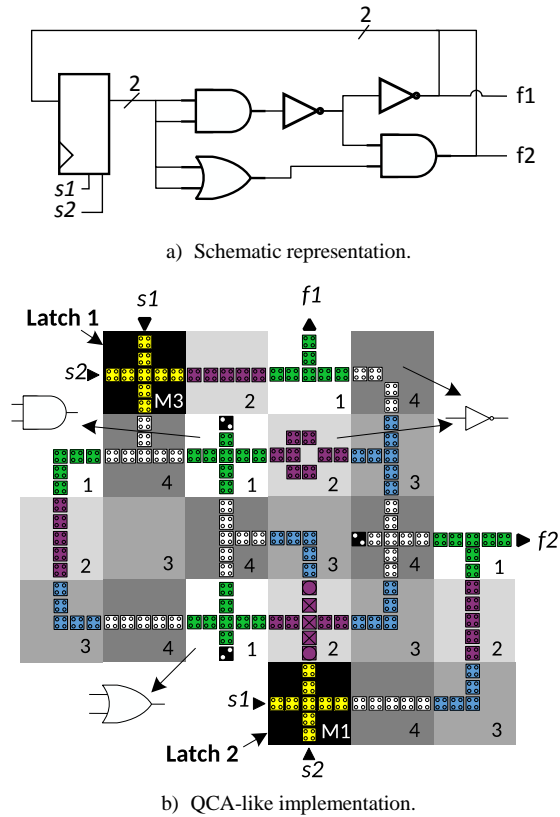 2
2
f1
f2
s1
s2
a) Schematic representation.
s1
f1
Latch 1
s2
M3
2
1
4
1
4
1
2
3
f2
2
3
4
3
4
1
3
4
1
2
3
2
s1
M1
4
3
Latch 2
s2
b) QCA-like implementation.